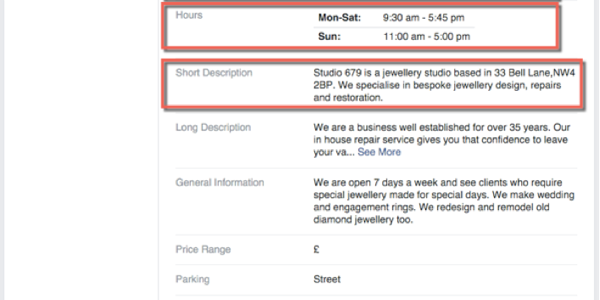 Hours Mon-Sat: 9:30 am - 5:45 pm
Sun: 11:00 am - 5:00 pm
Short Description Studio 679 is a jewellery studio based in 33 Bell Lane,NW4
2BP. We specialise in bespoke jewellery design, repairs
and restoration.
Long Description We are a business well established for over 35 years. Our
in house repair service gives you that confidence to leave
your va... See More
General Information We are open 7 days a week and see clients who require
special jewellery made for special days. We make wedding
and engagement rings. We redesign and remodel old
diamond jewellery too.
Price Range £
Parking Street